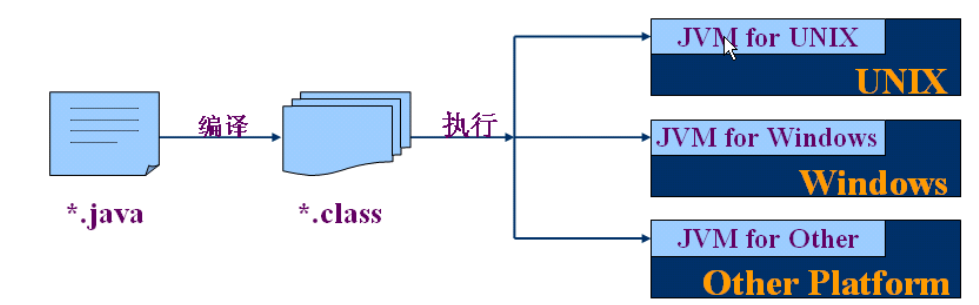 JVM for UNIX
UNIX
编译
执行
JVM for Windows
Windows
*.java
*.class
JVM for Other
Other Platform